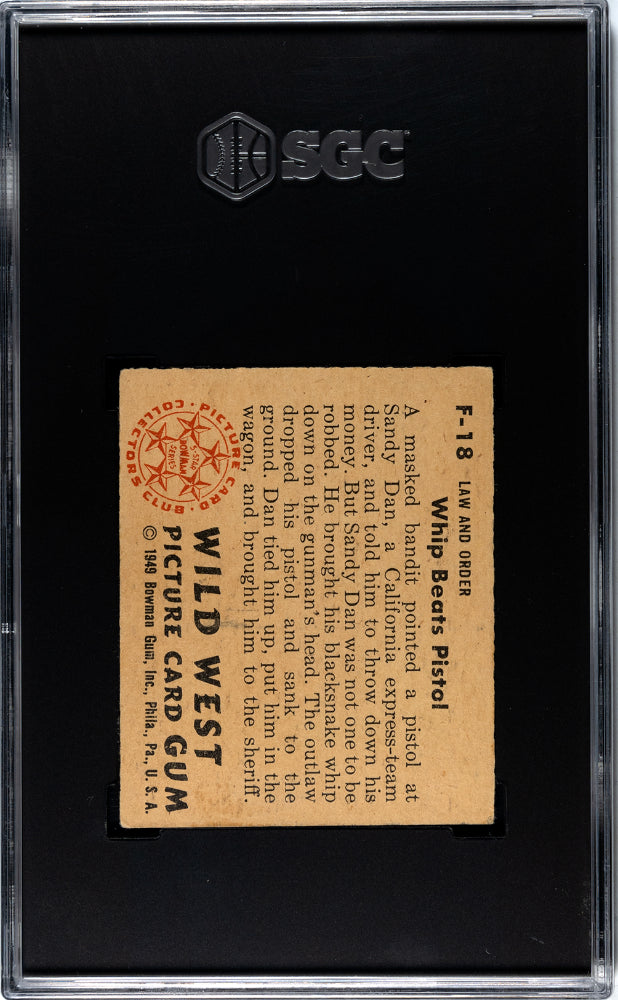 SGC
F-18 LAW AND ORDER
Whip Beats Pistol
A masked bandit pointed a pistol at
Sandy Dan, a California express-team
driver, and told him to throw down his
money. But Sandy Dan was not one to be
robbed. He brought his blacksnake whip
down on the gunman's head. The outlaw
dropped his pistol and sank to the
ground. Dan tied him up, put him in the
wagon, and brought him to the sheriff.
PICTURE CARD
COLLECTORS CLUB
5-STAR
BOWMAN
SERIES
WILD WEST
PICTURE CARD GUM
© 1949 Bowman Gum, Inc., Phila., Pa., U. S. A.